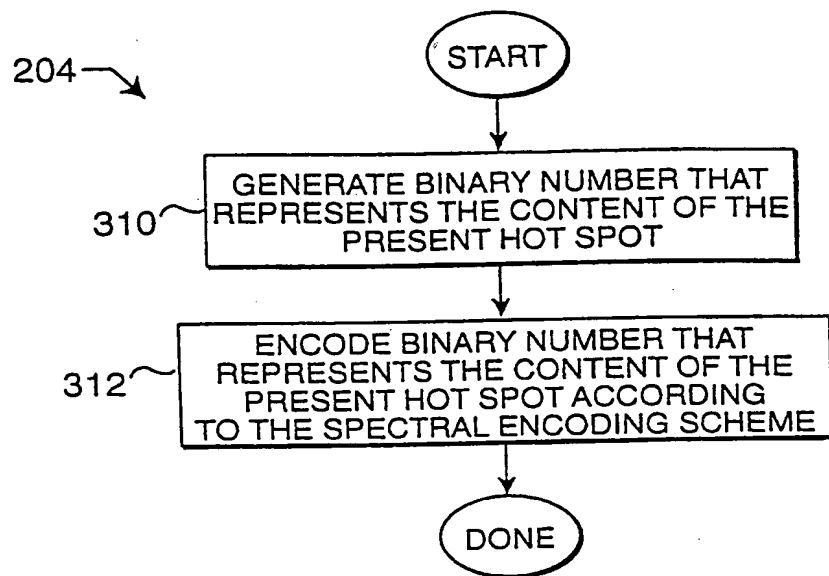 START
204
GENERATE BINARY NUMBER THAT
REPRESENTS THE CONTENT OF THE
PRESENT HOT SPOT.
310
ENCODE BINARY NUMBER THAT
REPRESENTS THE CONTENT OF THE
PRESENT HOT SPOT ACCORDING
TO THE SPECTRAL ENCODING SCHEME
312
DONE